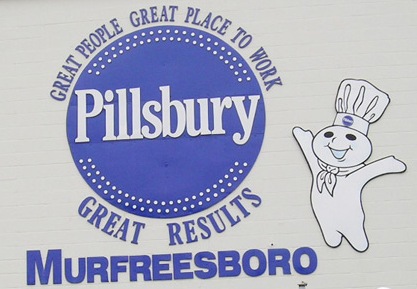 GREAT PEOPLE GREAT PLACE TO WORK
Pillsbury
GREAT RESULTS
MURFREESBORO